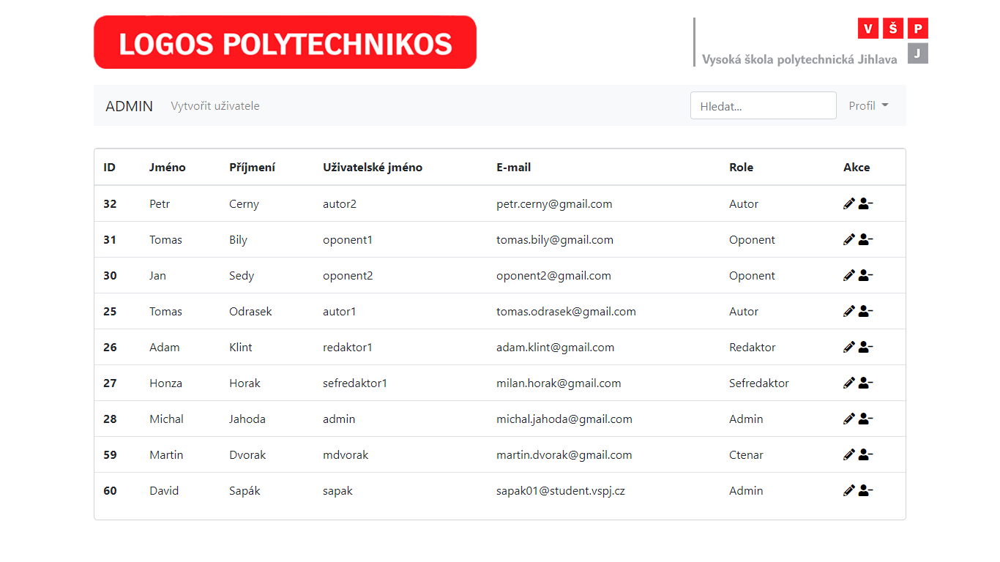 LOGOS POLYTECHNIKOS
V Š P
J
Vysoká škola polytechnická Jihlava
ADMIN Vytvořit uživatele Hledat... Profil
ID Jméno Příjmení Uživatelské jméno E-mail Role Akce
32 Petr Cerny autor2 petr.cerny@gmail.com Autor
31 Tomas Bily oponent1 tomas.bily@gmail.com Oponent
30 Jan Sedy oponent2 oponent2@gmail.com Oponent
25 Tomas Odrasek autor1 tomas.odrasek@gmail.com Autor
26 Adam Klint redaktor1 adam.klint@gmail.com Redaktor
27 Honza Horak sefredaktor1 milan.horak@gmail.com Sefredaktor
28 Michal Jahoda admin michal.jahoda@gmail.com Admin
59 Martin Dvorak mdvorak martin.dvorak@gmail.com Ctenar
60 David Sapák sapak sapak01@student.vspj.cz Admin